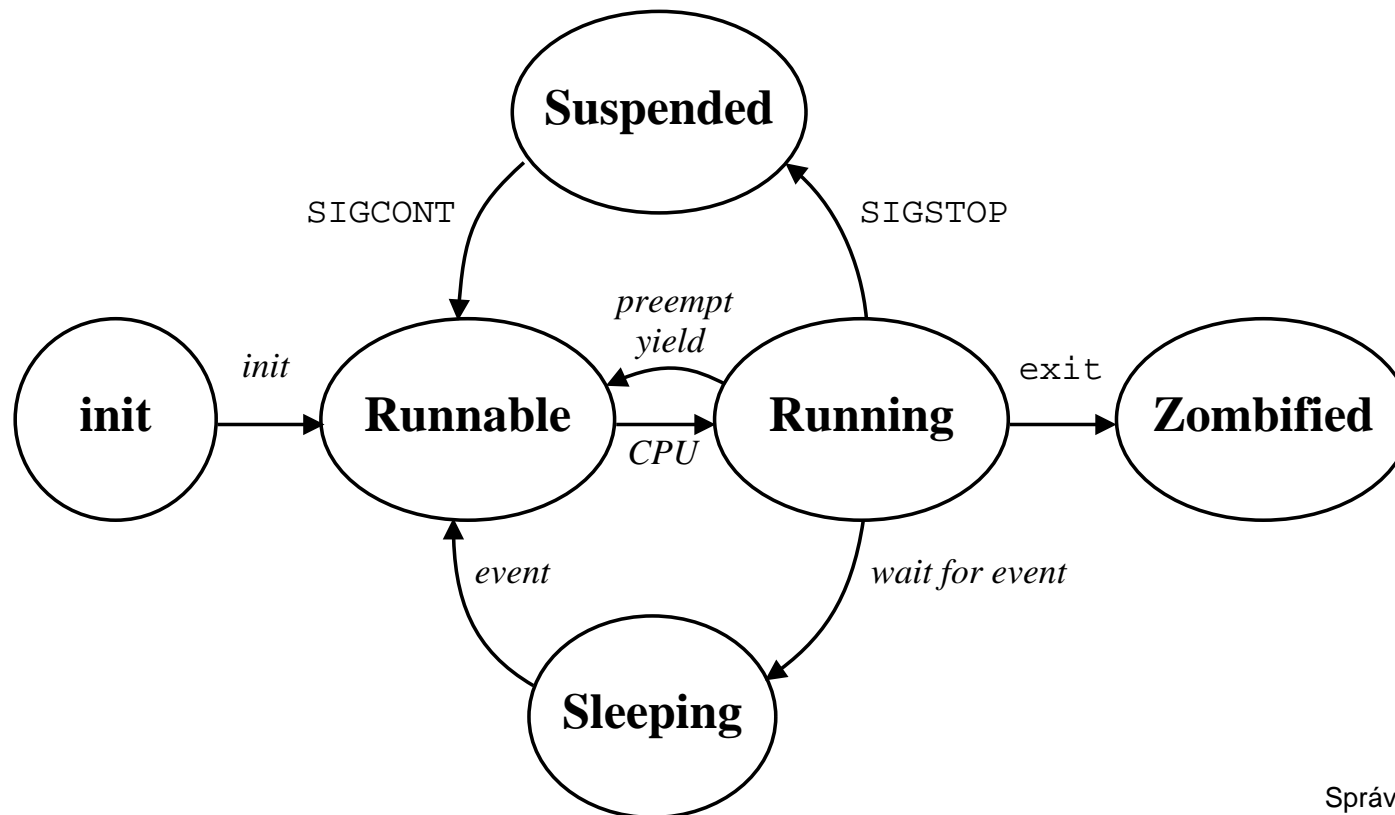 Suspended
SIGCONT
SIGSTOP
preempt
yield
init
exit
init
Runnable
Running
Zombified
CPU
event
wait for event
Sleeping
Správ